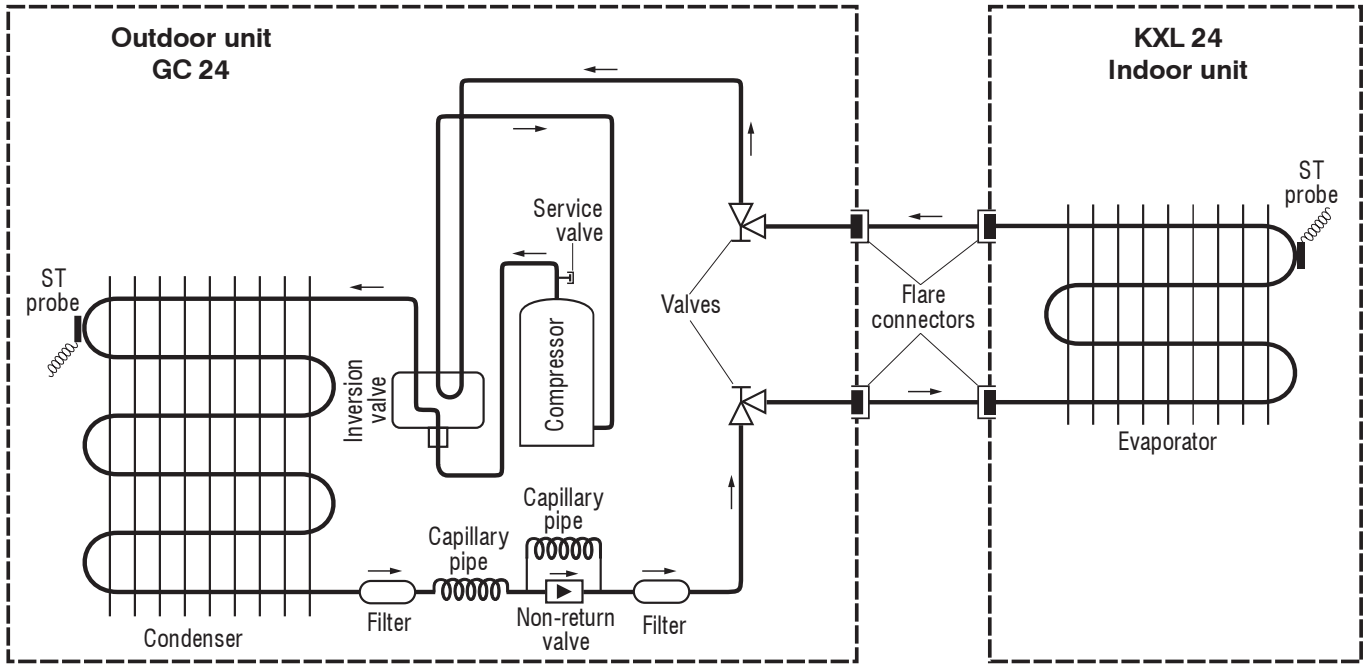 Outdoor unit
GC 24
KXL 24
Indoor unit
ST
probe
Service
valve
ST
probe
Valves
Flare
connectors
Inversion
valve
Compressor
Evaporator
Capillary
pipe
Capillary
pipe
Filter
Non-return
valve
Filter
Condenser